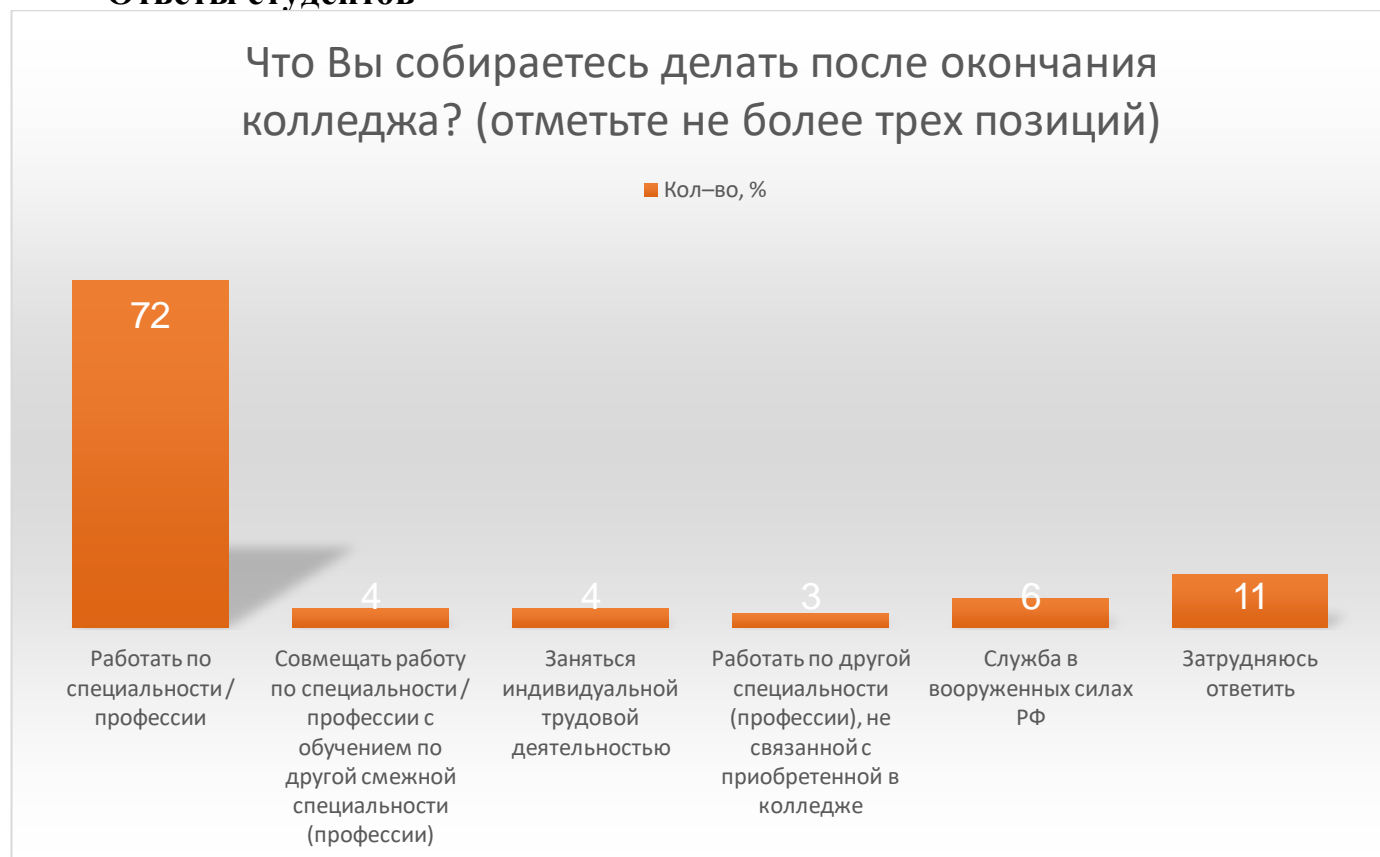 Ответы студентов
Что Вы собираетесь делать после окончания
колледжа? (отметьте не более трех позиций)
Кол–во, %
72
4
4
3
6
11
Работать по
специальности/
профессии
Совмещать работу
по специальности/
профессии с
обучением по
другой смежной
специальности
(профессии)
Заняться
индивидуальной
трудовой
деятельностью
Работать по другой
специальности
(профессии), не
связанной с
приобретенной в
колледже
Служба в
вооруженных силах
РФ
Затрудняюсь
ответить